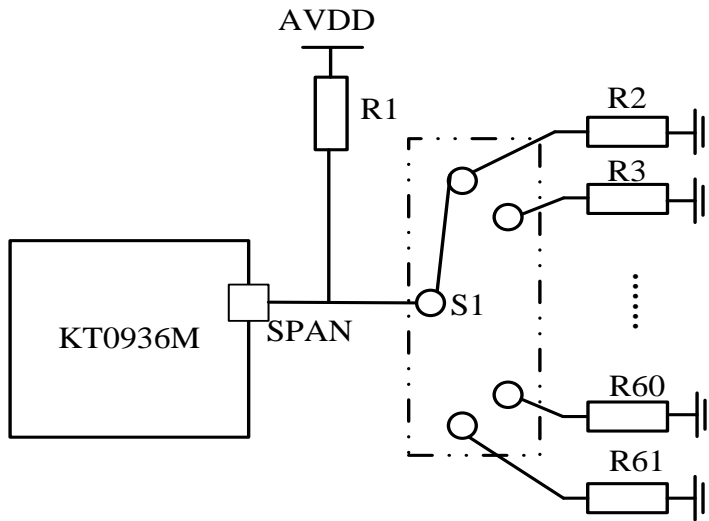 AVDD
R1
R2
R3
KT0936M
SPAN
S1
R60
R61